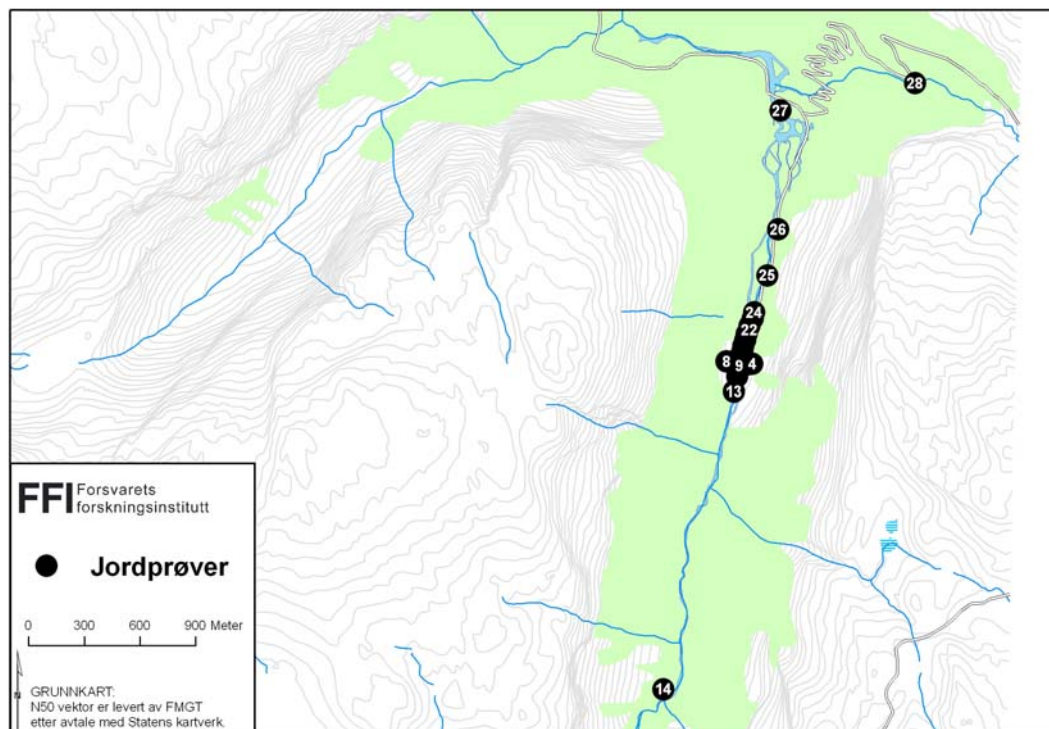 28
27
26
25
24
22
8 9 4
13
14
FFI Forsvarets
forskningsinstitutt
Jordprøver
0 300 600 900 Meter
N
GRUNNKART:
N50 vektor er levert av FMGT
etter avtale med Statens kartverk.